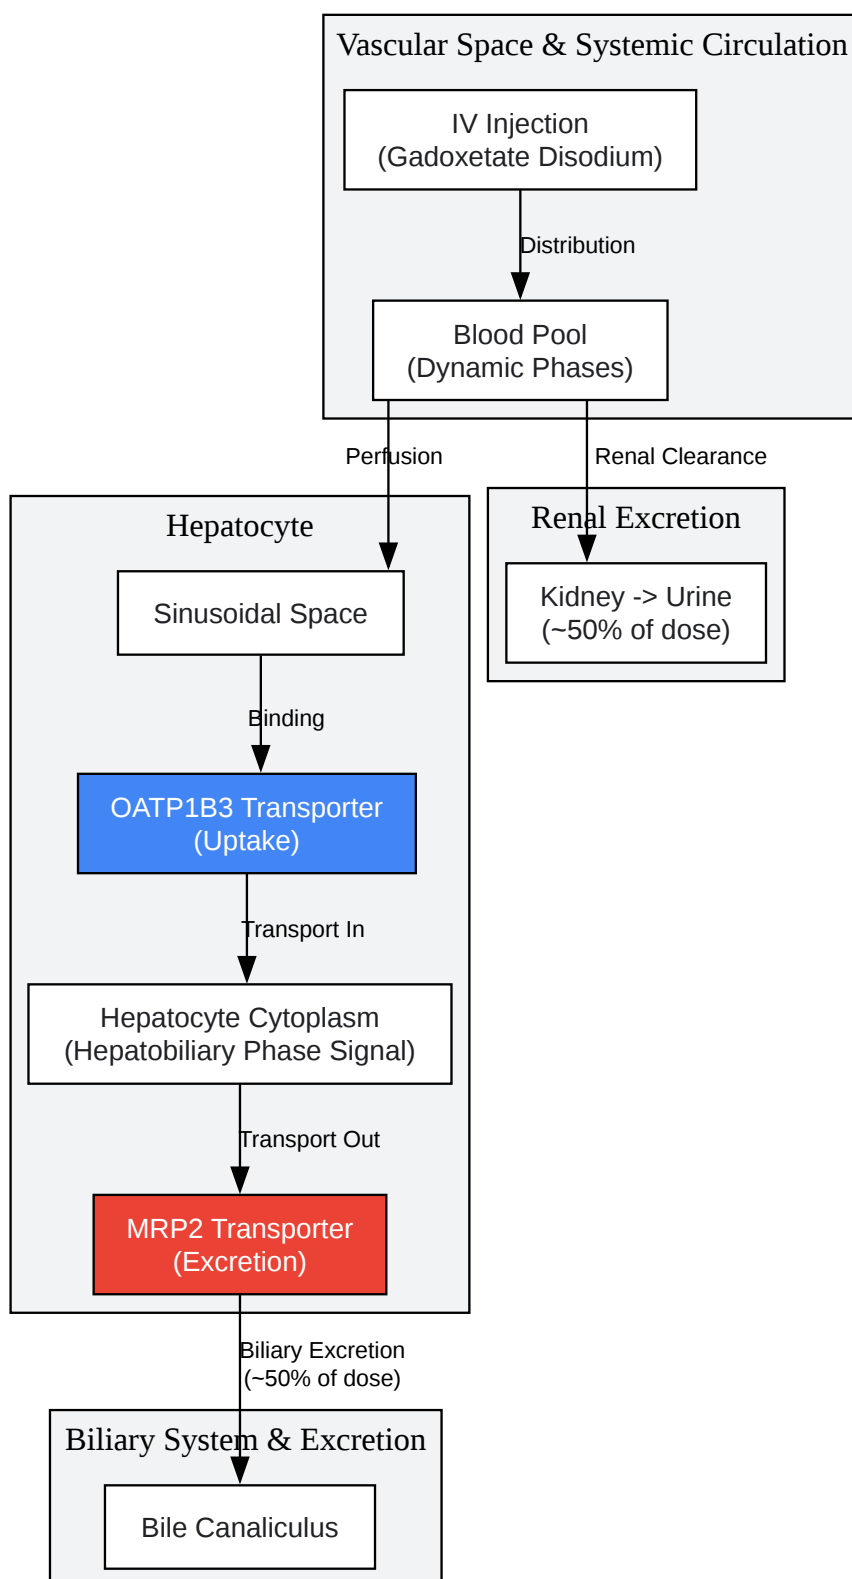 Vascular Space & Systemic Circulation
IV Injection
(Gadoxetate Disodium)
Distribution
Blood Pool
(Dynamic Phases)
Perfusion
Renal Clearance
Hepatocyte
Renal Excretion
Sinusoidal Space
Kidney -> Urine
(~50% of dose)
Binding
OATP1B3 Transporter
(Uptake)
Transport In
Hepatocyte Cytoplasm
(Hepatobiliary Phase Signal)
Transport Out
MRP2 Transporter
(Excretion)
Biliary Excretion
(~50% of dose)
Biliary System & Excretion
Bile Canaliculus